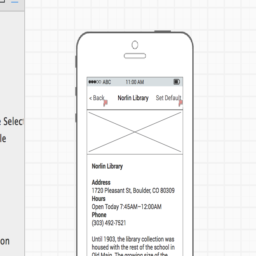 ABC 11:00 AM
< Back Norlin Library Set Default
Select
Norlin Library
Address
1720 Pleasant St, Boulder, CO 80309
Hours
Open Today 7:45AM–12:00AM
Phone
(303) 492-7521
on
Until 1903, the library collection was
housed with the rest of the school in
Old Main. The growing size of the